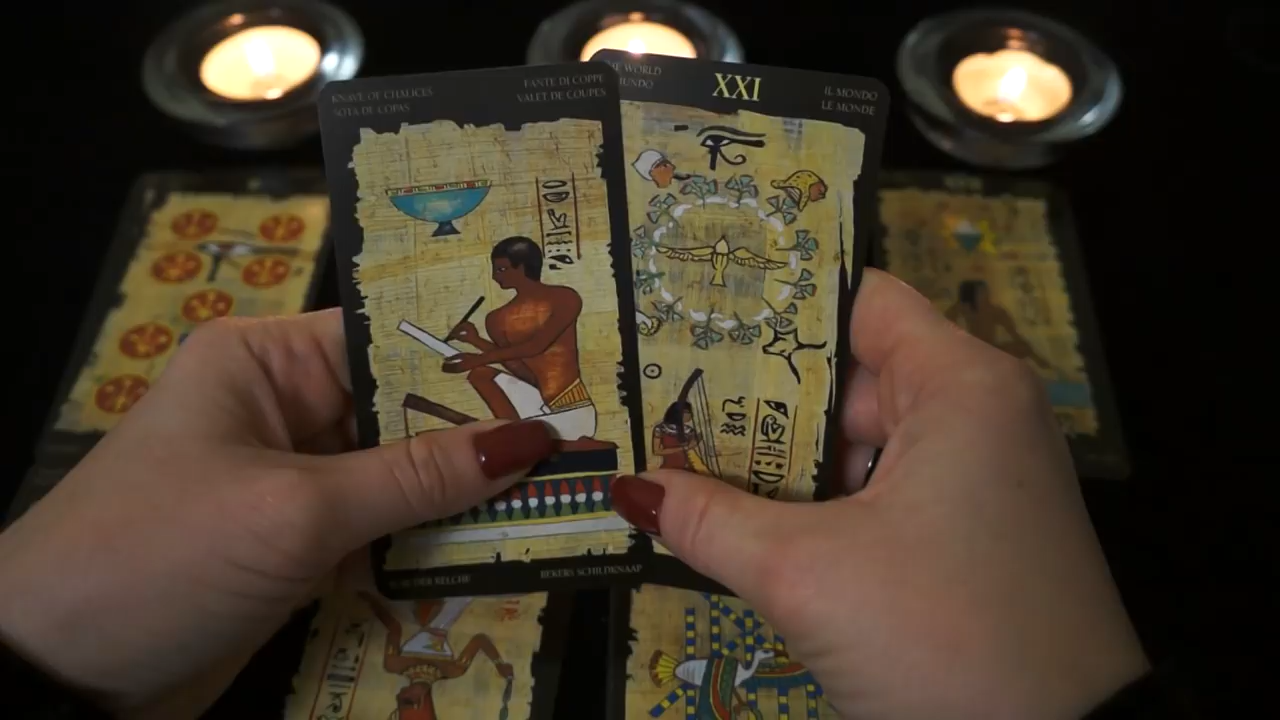 KNAVE OF CHALICES
SOTA DE COPAS
FANTE DI COPPE
VALET DE COUPES
WORLD
XXI
IL MONDO
LE MONDE
KELCHE
BEKERS SCHILDKNAAP